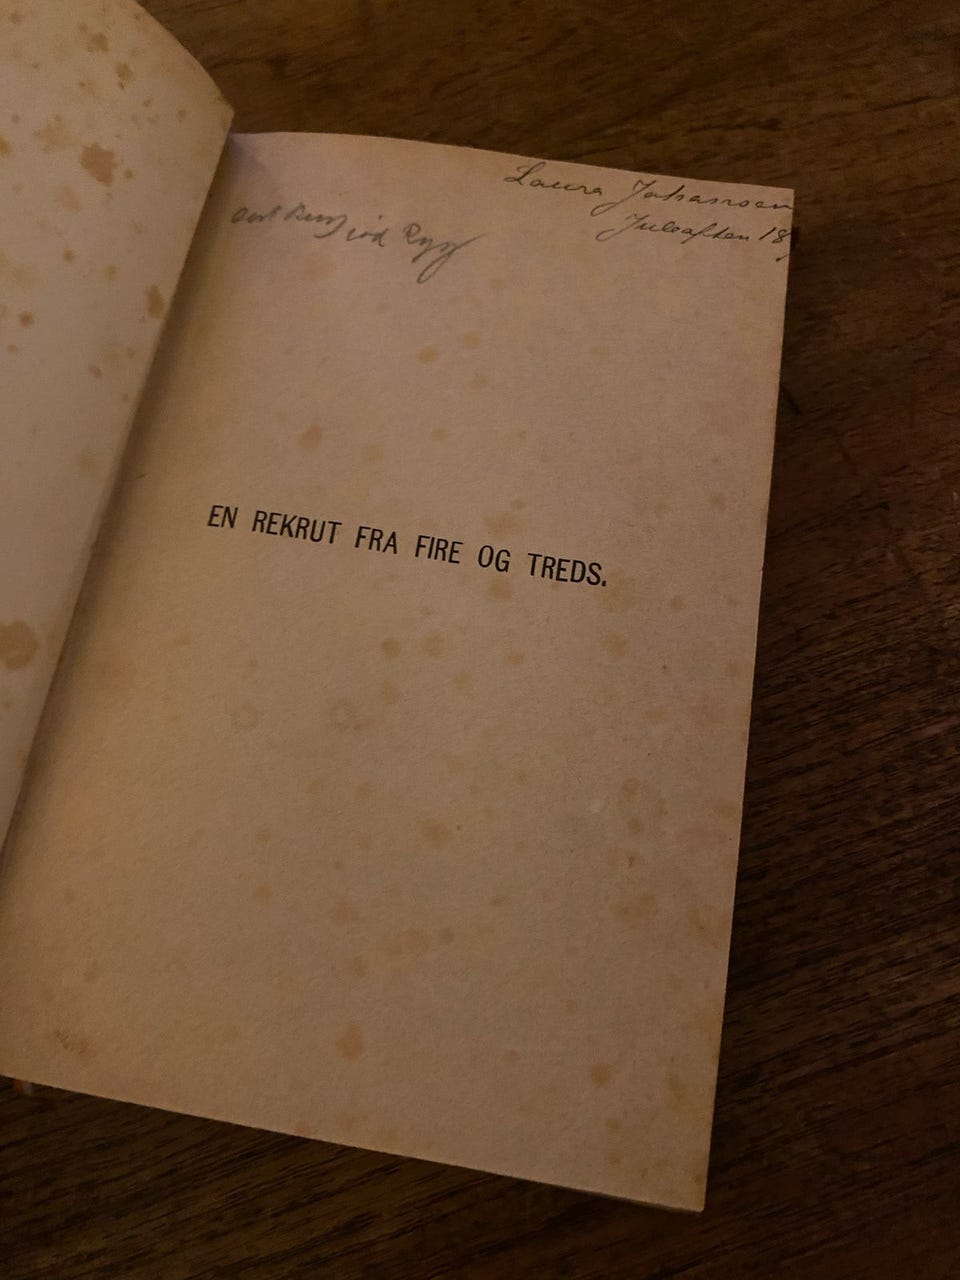 Laura Johansen
Juleaften 18
EN REKRUT FRA FIRE OG TREDS.